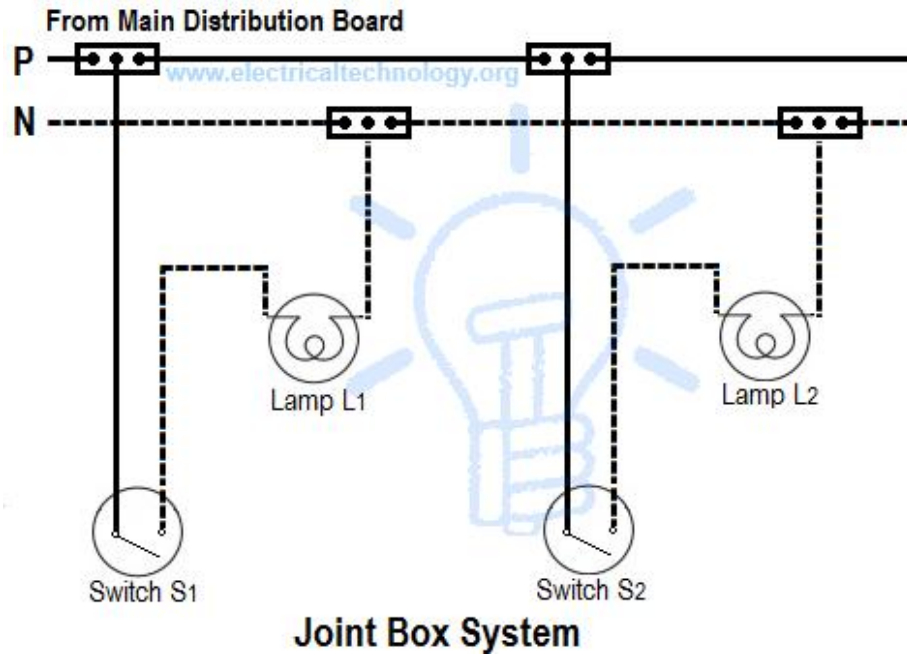 From Main Distribution Board
P
www.electricaltechnology.org
N
Lamp L1
Lamp L2
Switch S1
Switch S2
Joint Box System